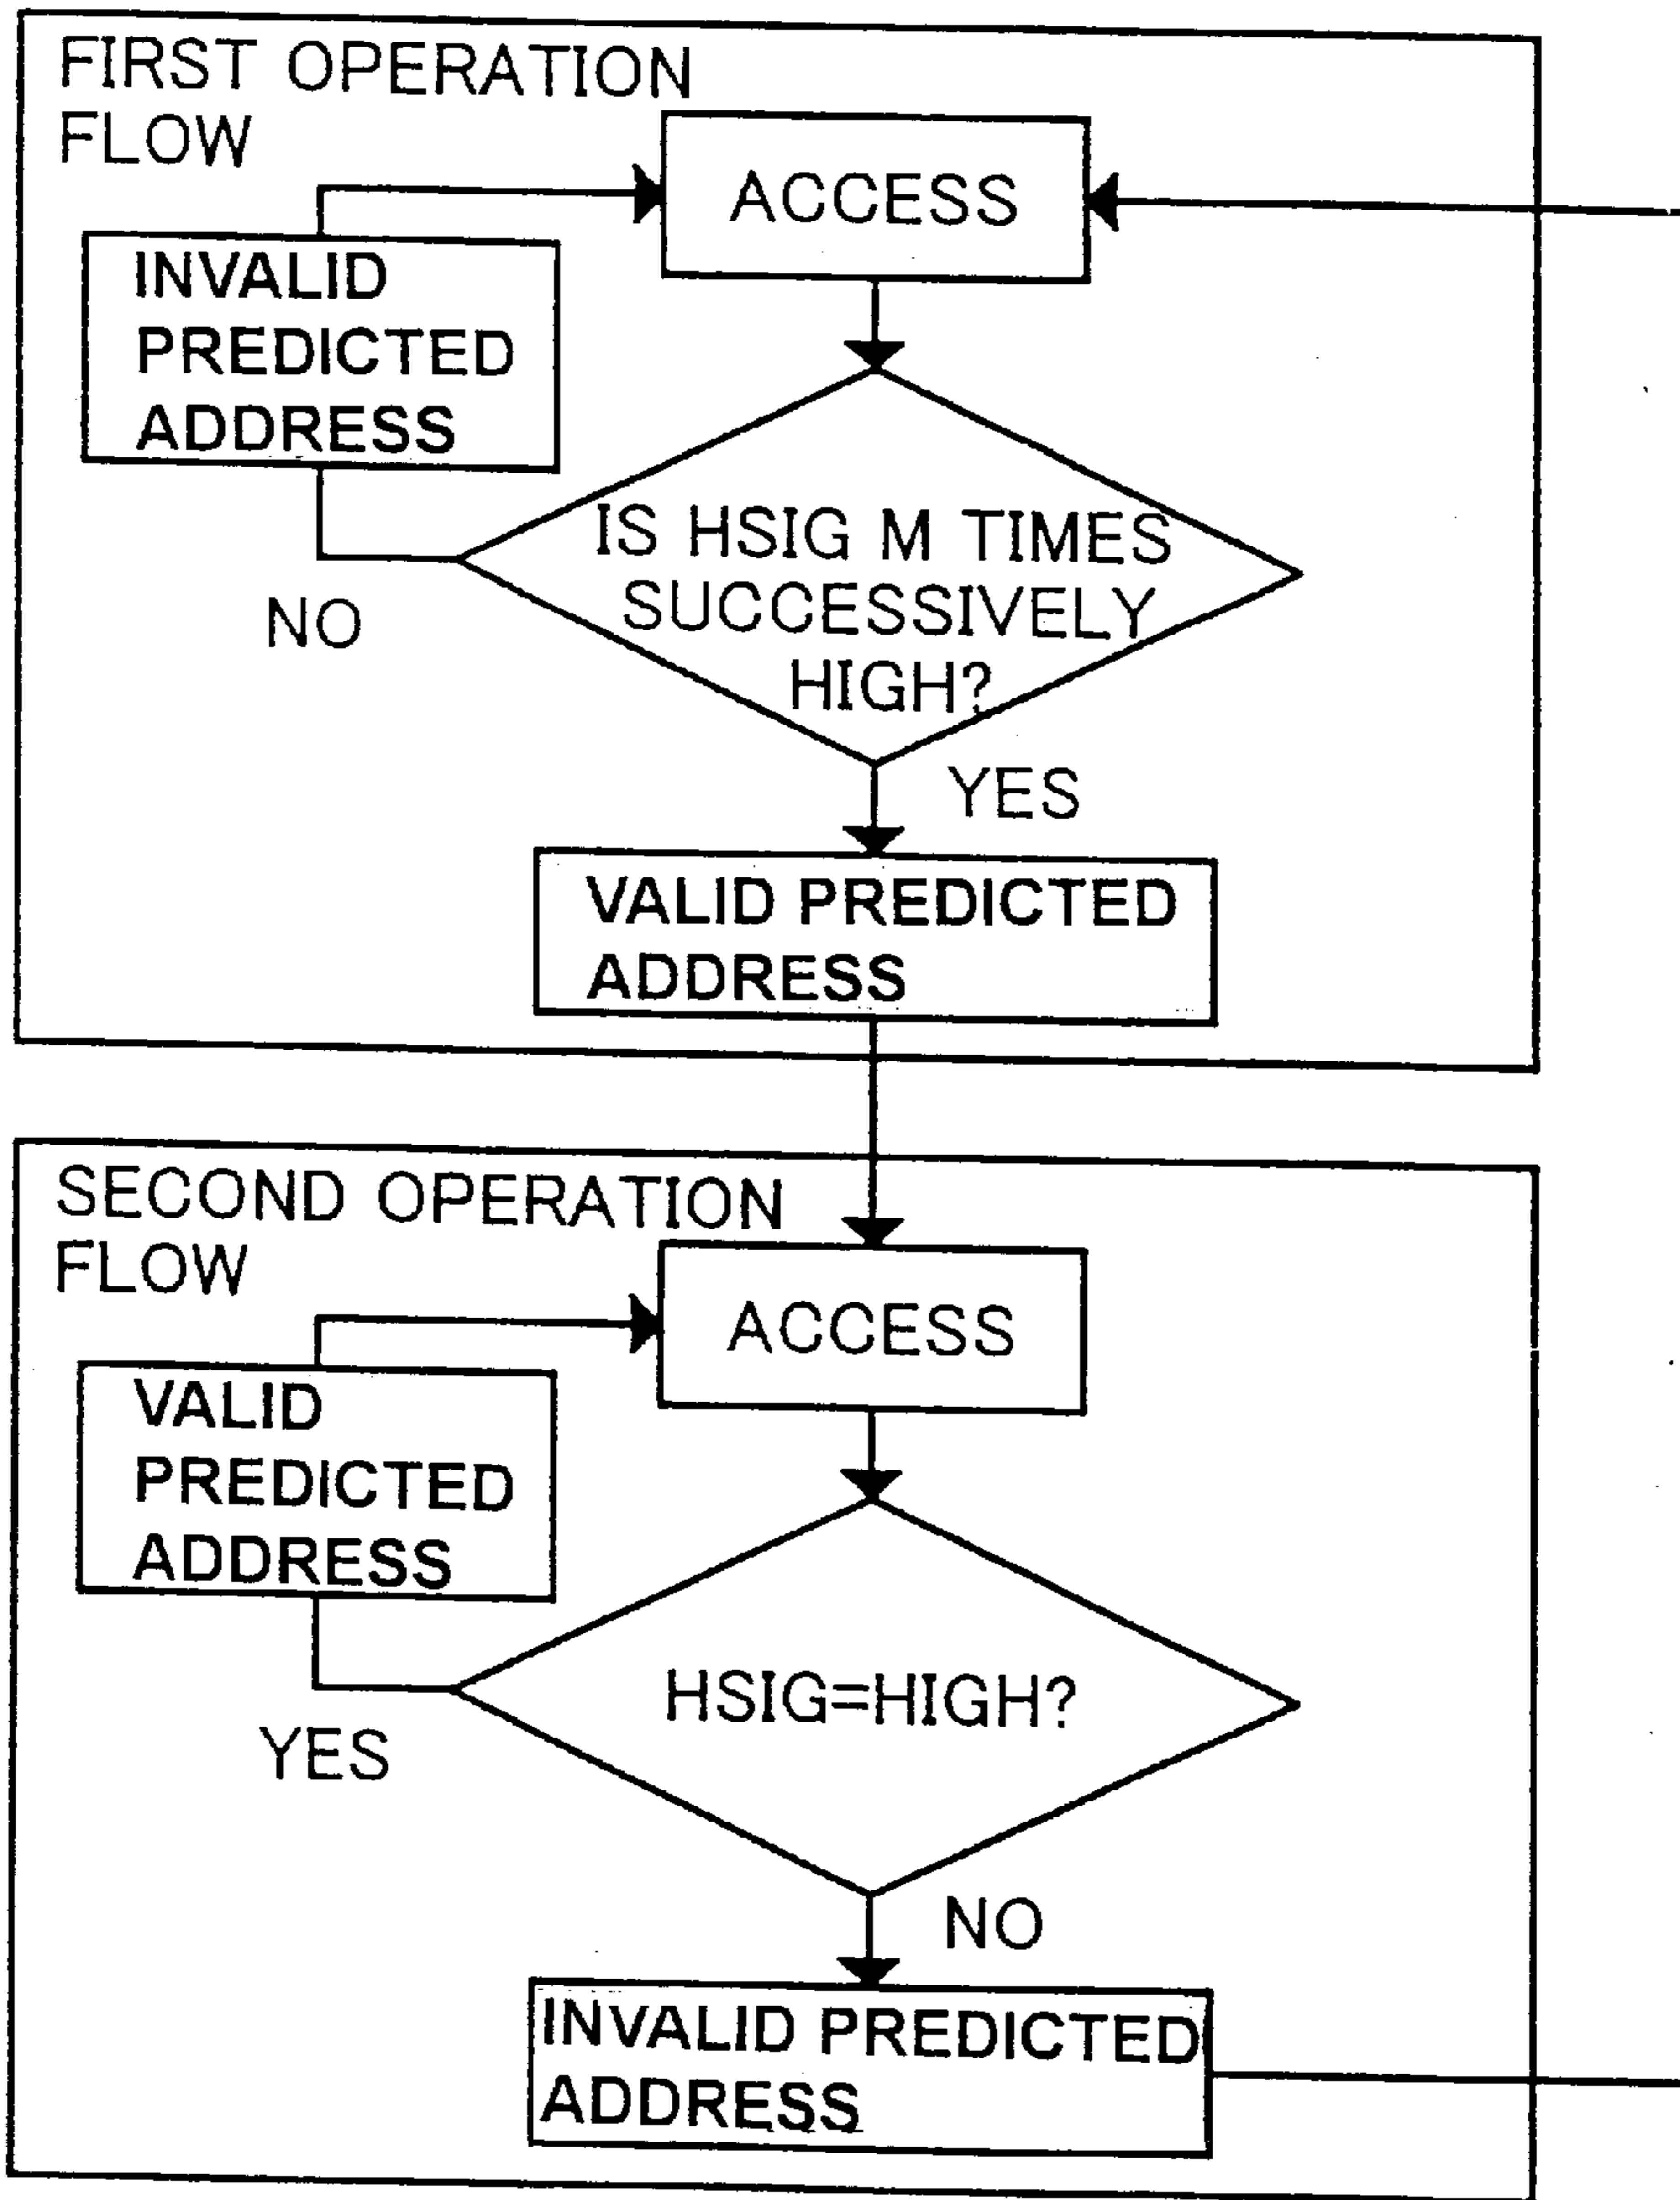 FIRST OPERATION
FLOW
ACCESS
INVALID
PREDICTED
ADDRESS
IS HSIG M TIMES
SUCCESSIVELY
HIGH?
NO
YES
VALID PREDICTED
ADDRESS
SECOND OPERATION
FLOW
ACCESS
VALID
PREDICTED
ADDRESS
HSIG=HIGH?
YES
NO
INVALID PREDICTED
ADDRESS